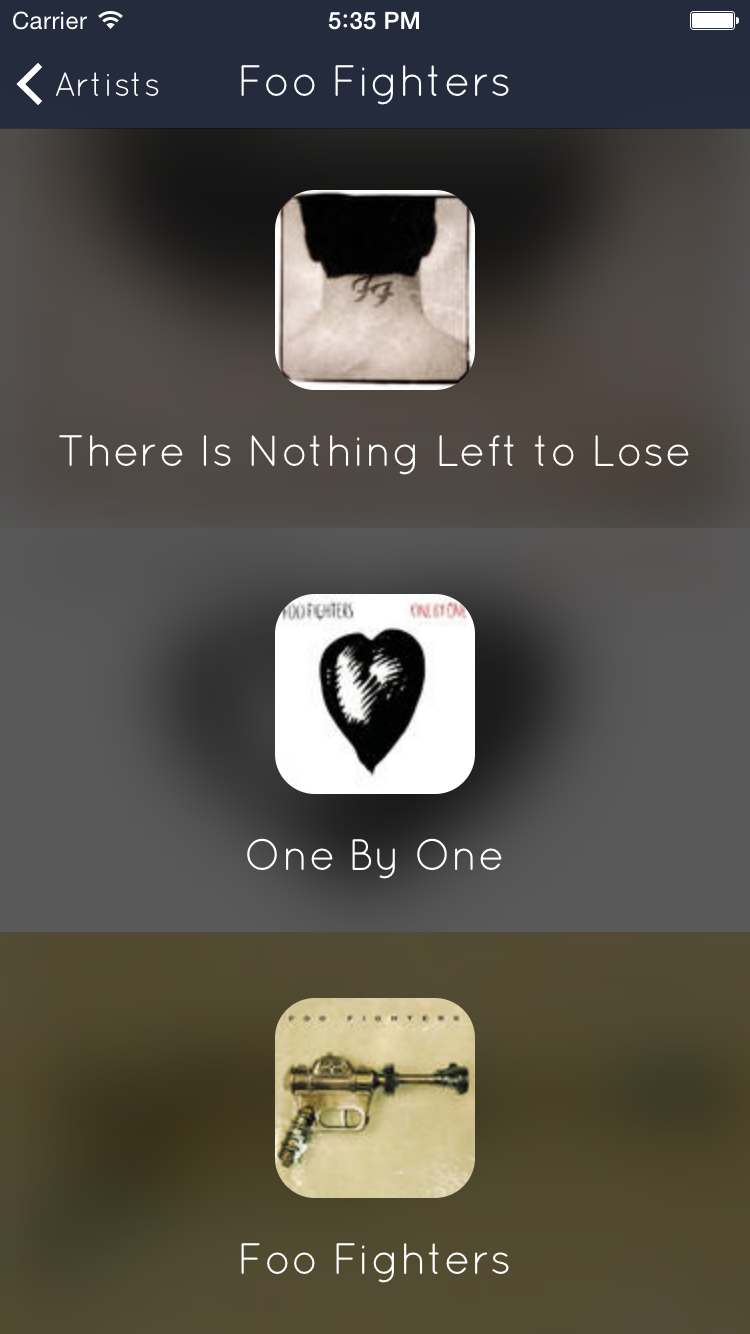 Carrier 5:35 PM
Artists Foo Fighters
FF
There Is Nothing Left to Lose
FOO FIGHTERS ONE BY ONE
One By One
FOO FIGHTERS
Foo Fighters